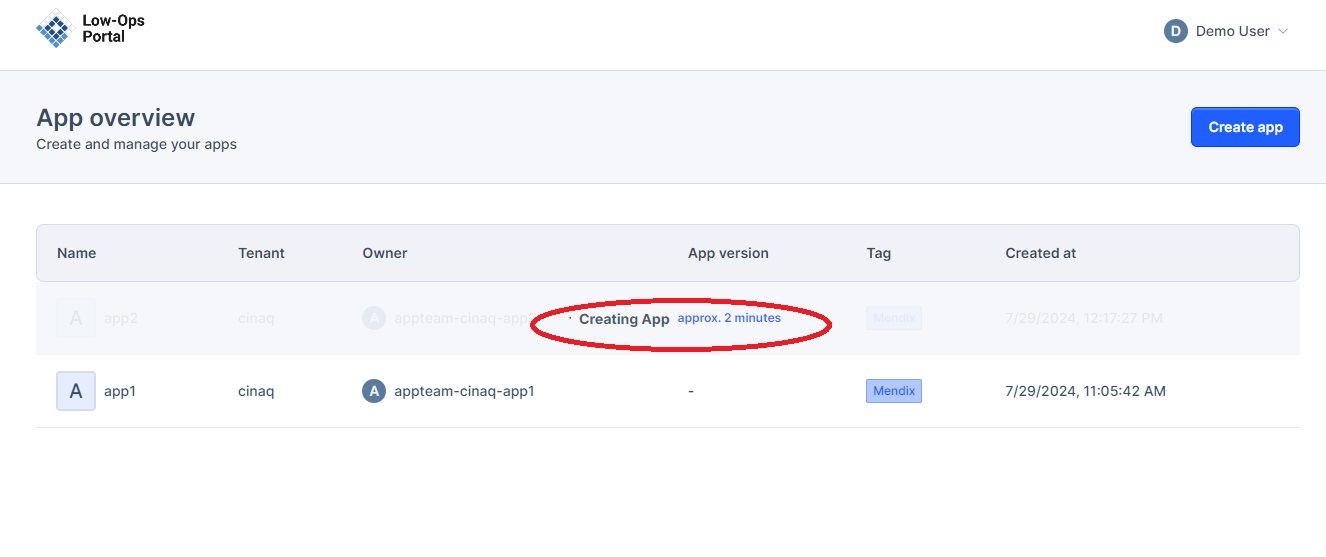 Low-Ops
Portal
D Demo User
App overview
Create and manage your apps
Create app
Name Tenant Owner App version Tag Created at
A app2 cinaq A appteam-cinaq-app Creating App approx. 2 minutes Mendix 7/29/2024, 12:17:27 PM
A app1 cinaq A appteam-cinaq-app1 - Mendix 7/29/2024, 11:05:42 AM